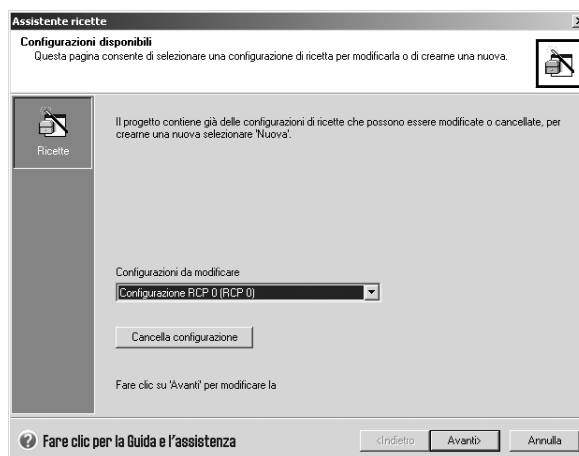 Assistente ricette
Configurazioni disponibili
Questa pagina consente di selezionare una configurazione di ricetta per modificarla o di crearne una nuova.
Ricette
Il progetto contiene già delle configurazioni di ricette che possono essere modificate o cancellate, per
crearne una nuova selezionare 'Nuova'.
Configurazioni da modificare
Configurazione RCP 0 (RCP 0)
Cancella configurazione
Fare clic su 'Avanti' per modificare la
Fare clic per la Guida e l'assistenza
<Indietro
Avanti>
Annulla